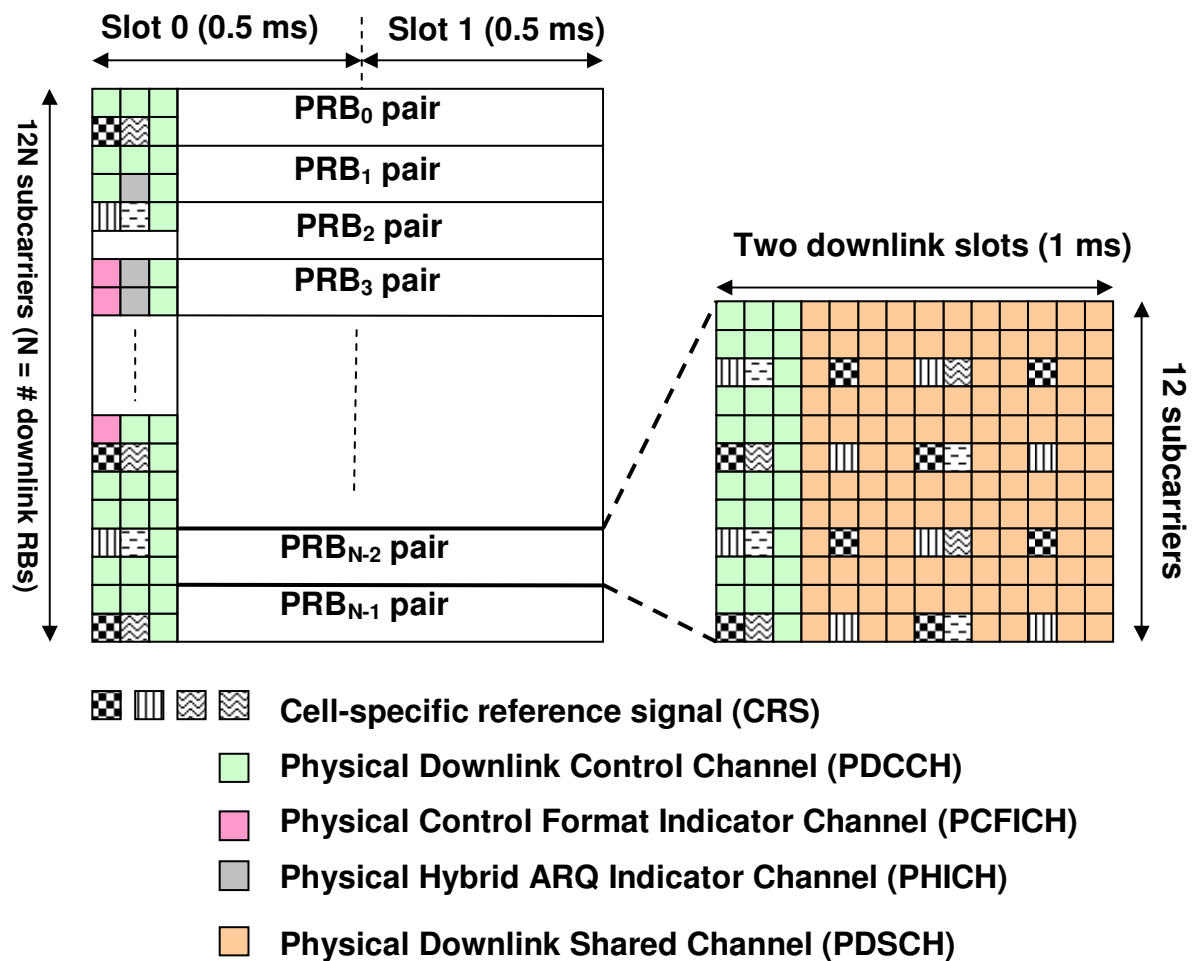 Slot 0 (0.5 ms) Slot 1 (0.5 ms)
12N subcarriers (N = # downlink RBs)
PRB0 pair
PRB1 pair
PRB2 pair
PRB3 pair
PRBN-2 pair
PRBN-1 pair
Two downlink slots (1 ms)
12 subcarriers
Cell-specific reference signal (CRS)
Physical Downlink Control Channel (PDCCH)
Physical Control Format Indicator Channel (PCFICH)
Physical Hybrid ARQ Indicator Channel (PHICH)
Physical Downlink Shared Channel (PDSCH)